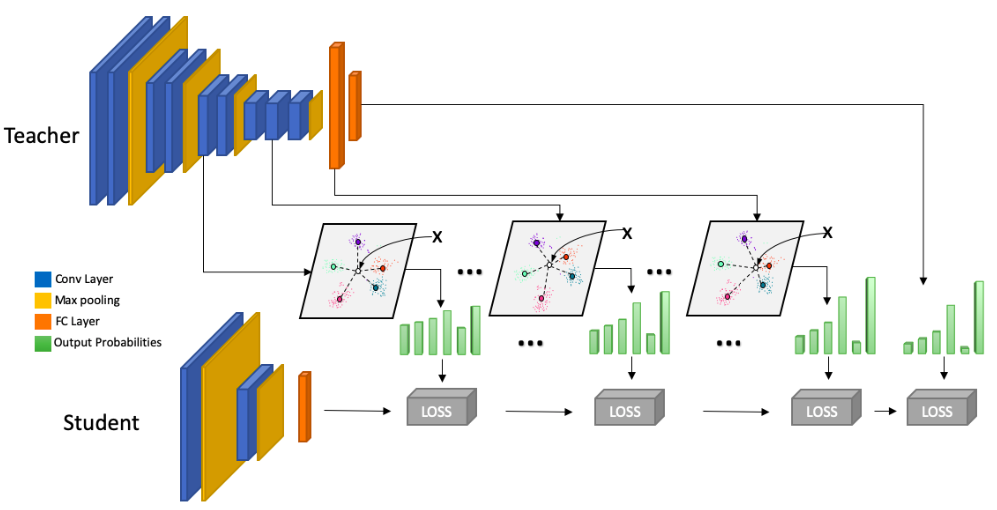 Teacher
X
X
X
...
...
Conv Layer
Max pooling
FC Layer
Output Probabilities
...
...
Student
LOSS
LOSS
LOSS
LOSS